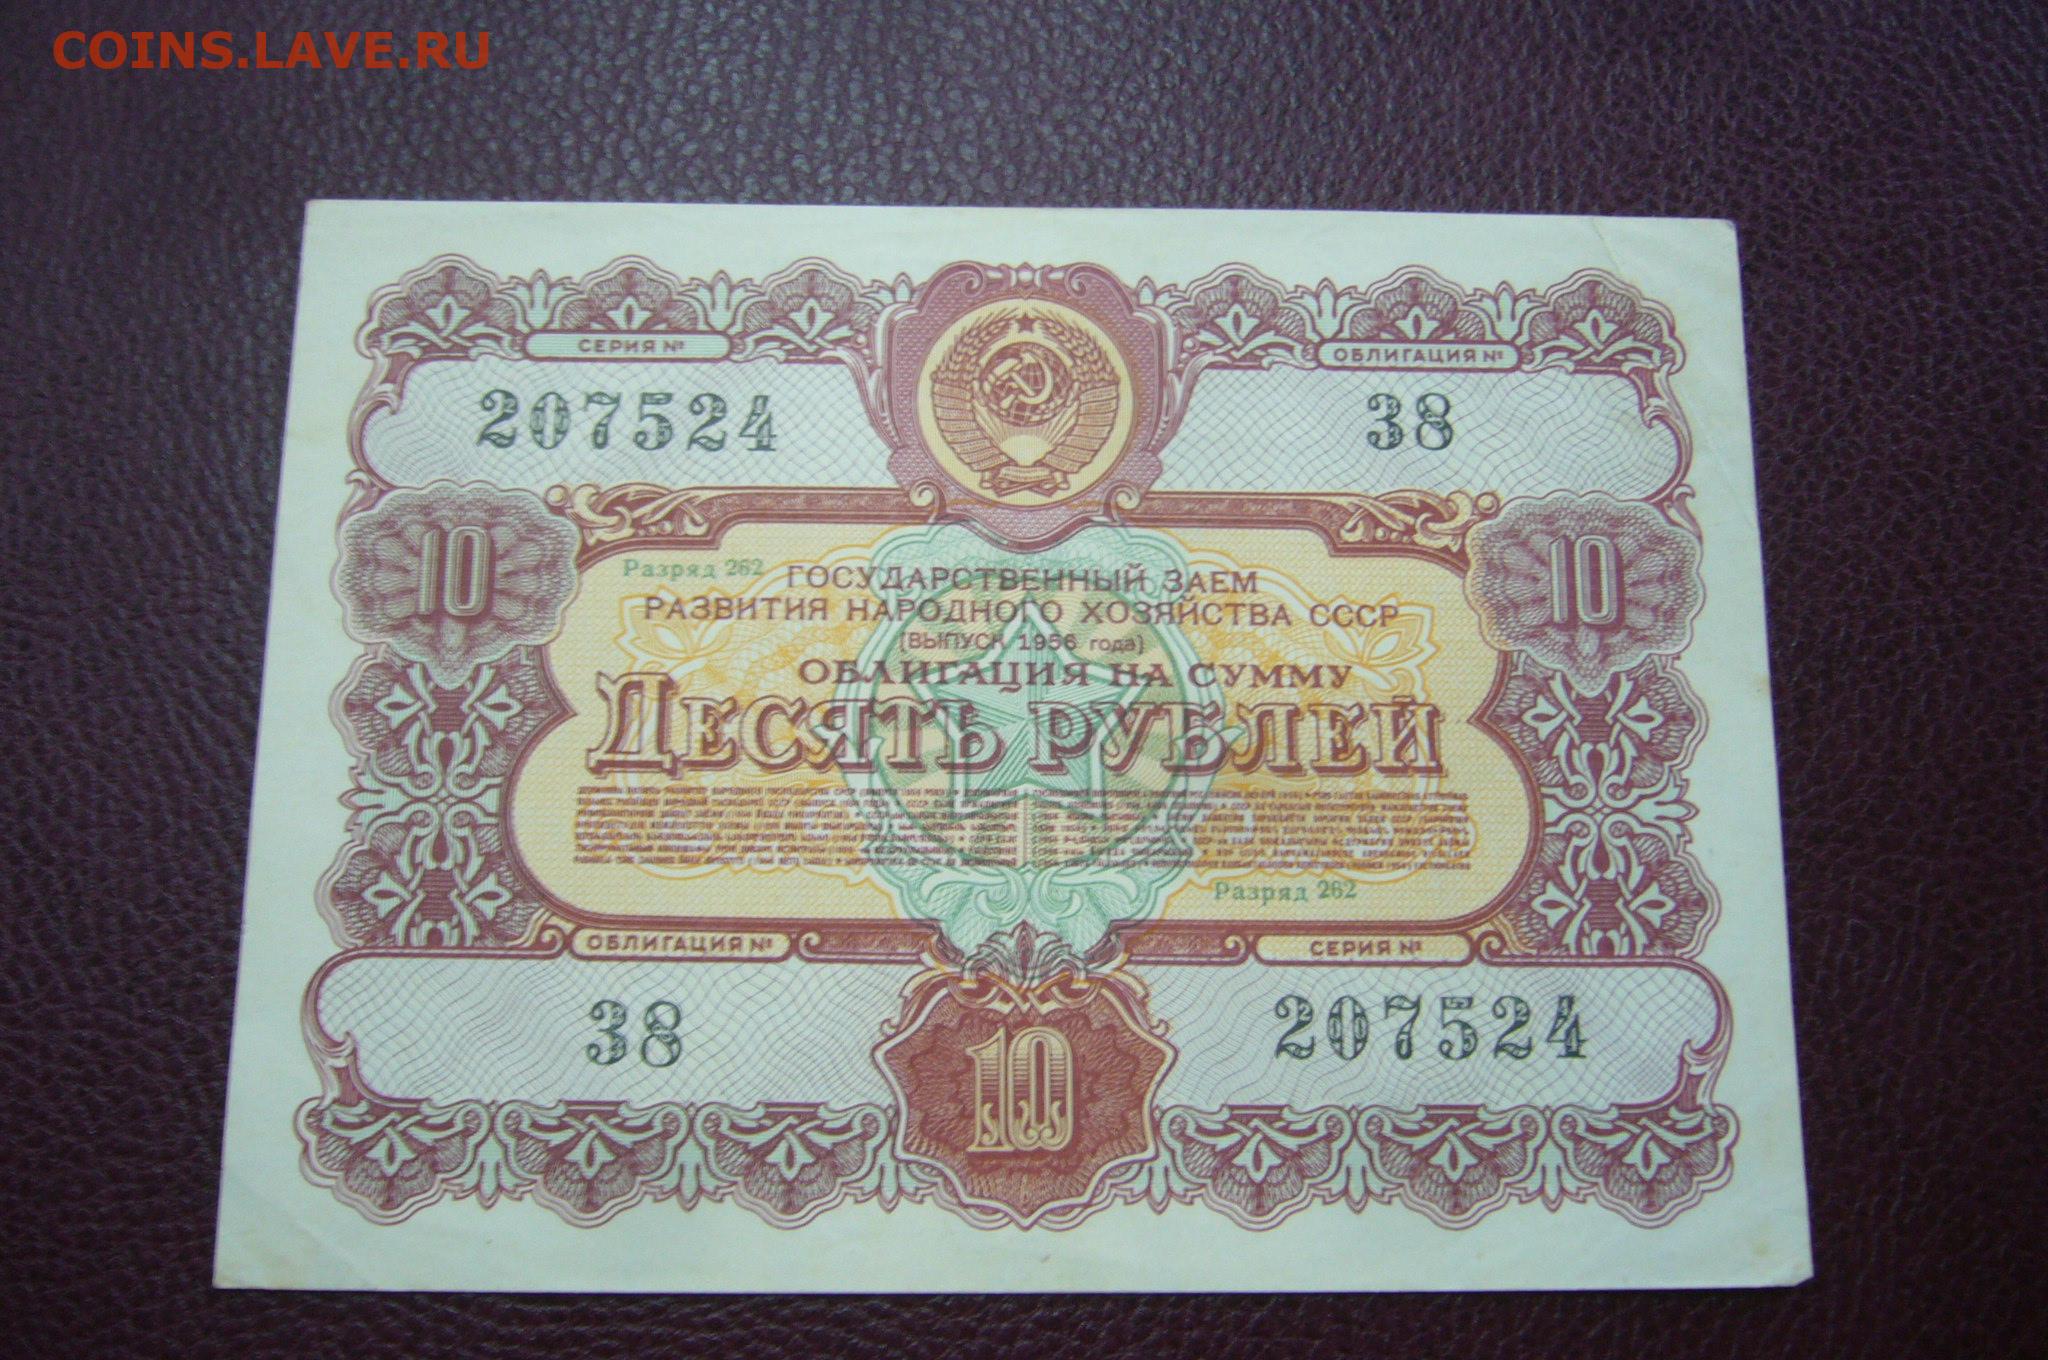 COINS.LAVE.RU
СЕРИЯ №
ОБЛИГАЦИЯ №
207524
38
10
10
Разряд 262
ГОСУДАРСТВЕННЫЙ ЗАЕМ
РАЗВИТИЯ НАРОДНОГО ХОЗЯЙСТВА СССР
(ВЫПУСК 1956 года)
ОБЛИГАЦИЯ НА СУММУ
ДЕСЯТЬ РУБЛЕЙ
Разряд 262
ОБЛИГАЦИЯ №
СЕРИЯ №
38
207524
10